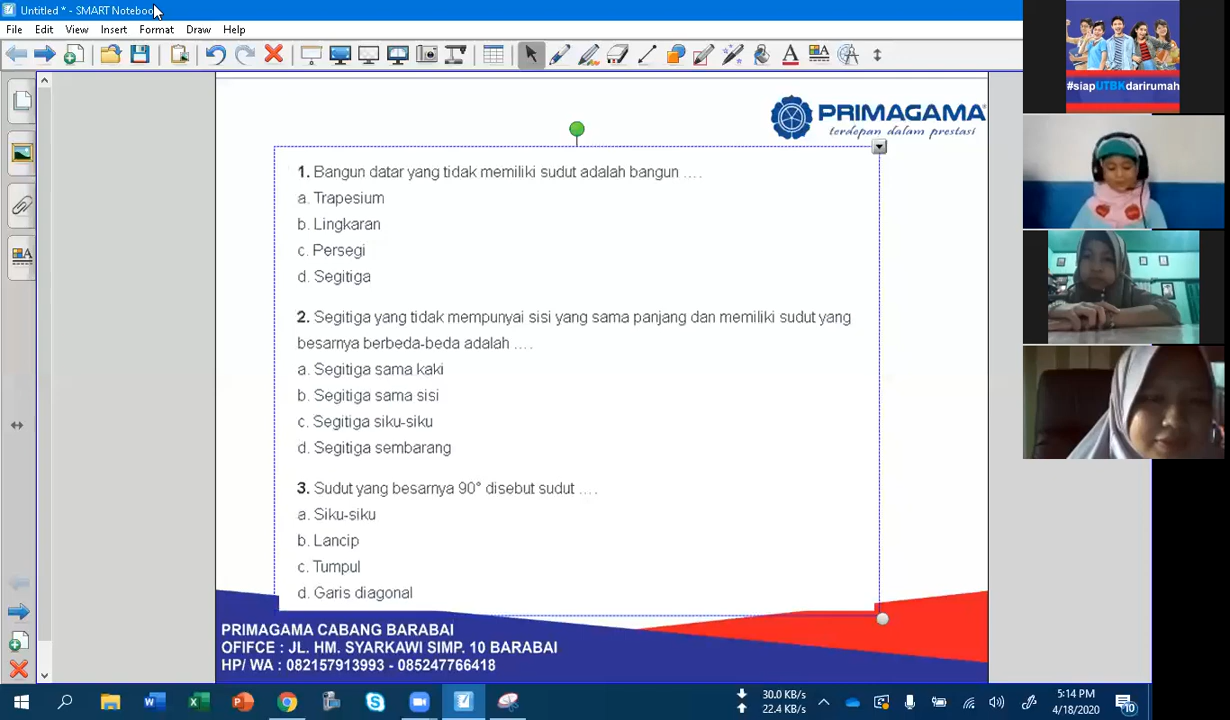 Untitled * - SMART Notebook
File Edit View Insert Format Draw Help
#siapUTBKdarirumah
PRIMAGAMA
terdepan dalam prestasi
1. Bangun datar yang tidak memiliki sudut adalah bangun ....
a. Trapesium
b. Lingkaran
c. Persegi
d. Segitiga
2. Segitiga yang tidak mempunyai sisi yang sama panjang dan memiliki sudut yang
besarnya berbeda-beda adalah ....
a. Segitiga sama kaki
b. Segitiga sama sisi
c. Segitiga siku-siku
d. Segitiga sembarang
3. Sudut yang besarnya 90° disebut sudut ....
a. Siku-siku
b. Lancip
c. Tumpul
d. Garis diagonal
PRIMAGAMA CABANG BARABAI
OFIFCE : JL. HM. SYARKAWI SIMP. 10 BARABAI
HP/ WA : 082157913993 - 085247766418
30.0 KB/s
22.4 KB/s
5:14 PM
4/18/2020
10